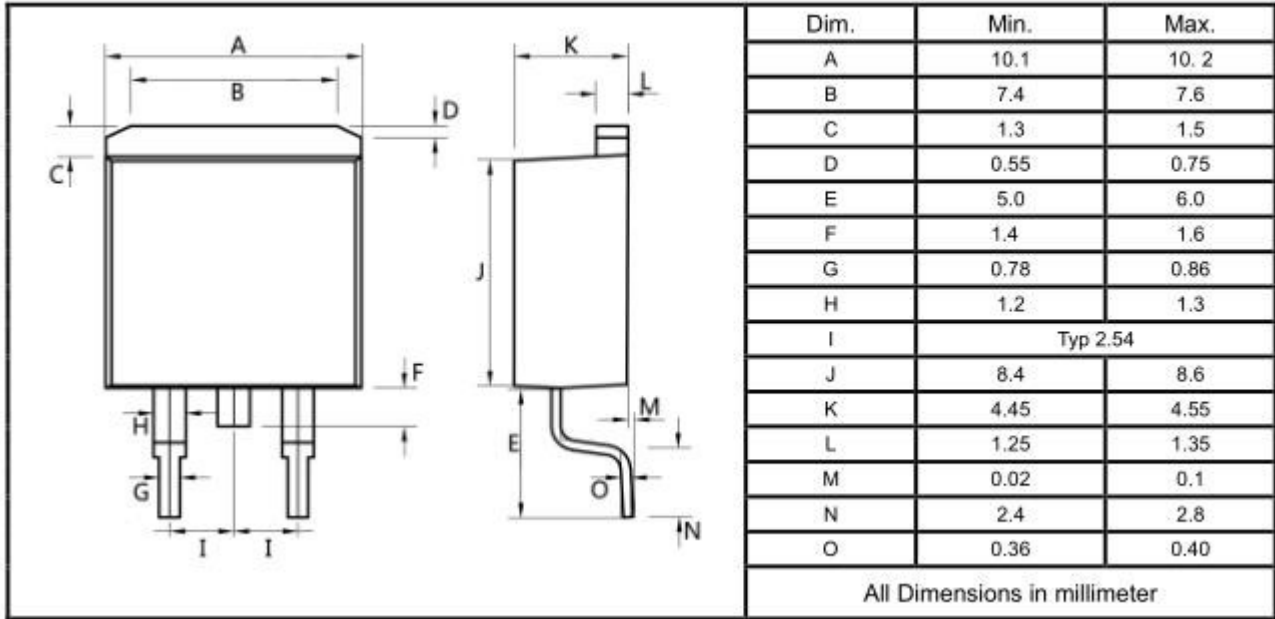 A
B
C
D
K
L
J
F
H
G
I I
E
M
O
N
Dim. Min. Max.
A 10.1 10. 2
B 7.4 7.6
C 1.3 1.5
D 0.55 0.75
E 5.0 6.0
F 1.4 1.6
G 0.78 0.86
H 1.2 1.3
I Typ 2.54
J 8.4 8.6
K 4.45 4.55
L 1.25 1.35
M 0.02 0.1
N 2.4 2.8
O 0.36 0.40
All Dimensions in millimeter